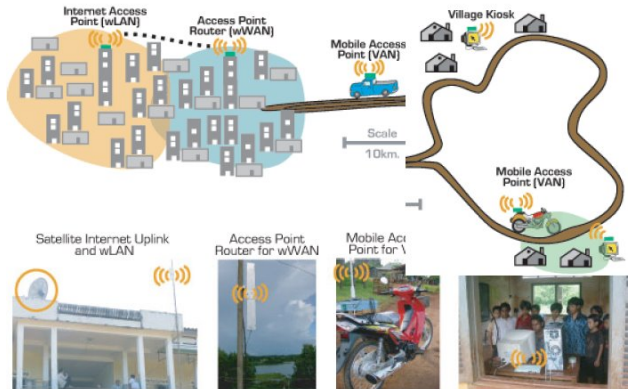 Internet Access
Point (wLAN)
Access Point
Router (wWAN)
Mobile Access
Point (VAN)
Village Kiosk
Scale
10km.
Mobile Access
Point (VAN)
Satellite Internet Uplink
and wLAN
Access Point
Router for wWAN
Mobile Acc
Point for V